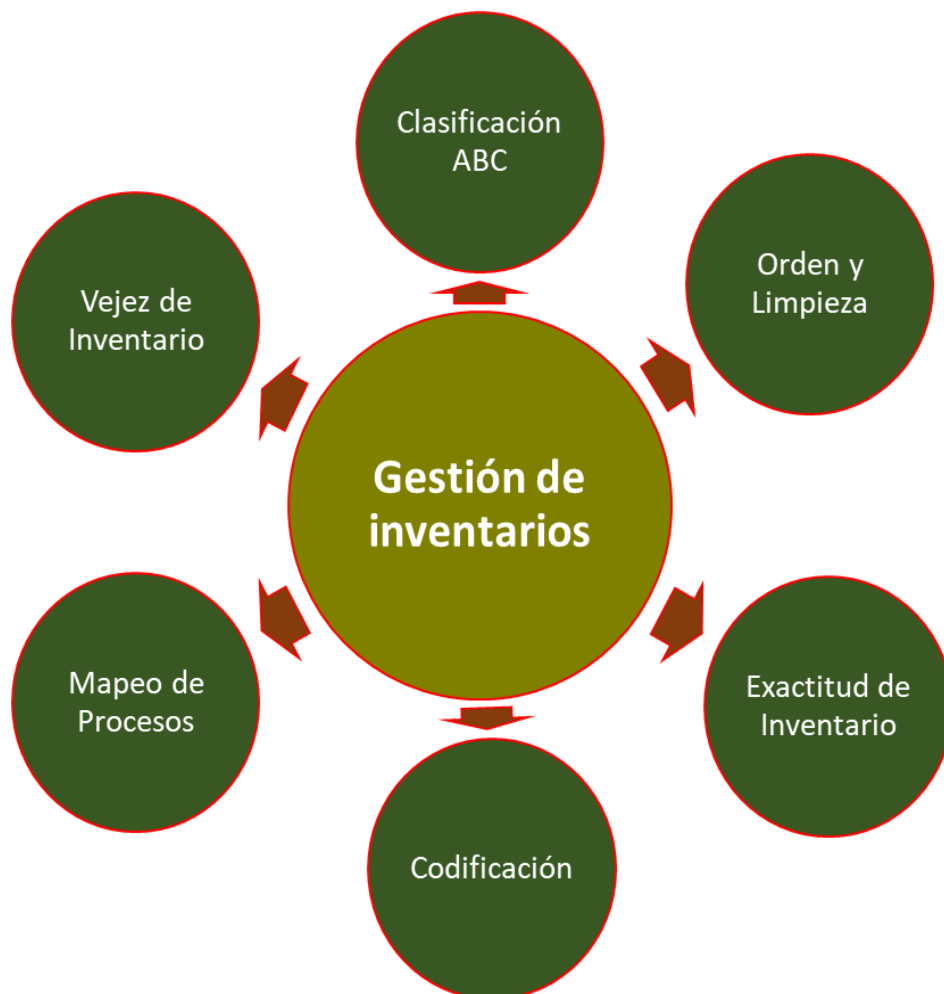 Clasificación
ABC
Orden y
Limpieza
Vejez de
Inventario
Gestión de
inventarios
Mapeo de
Procesos
Exactitud de
Inventario
Codificación